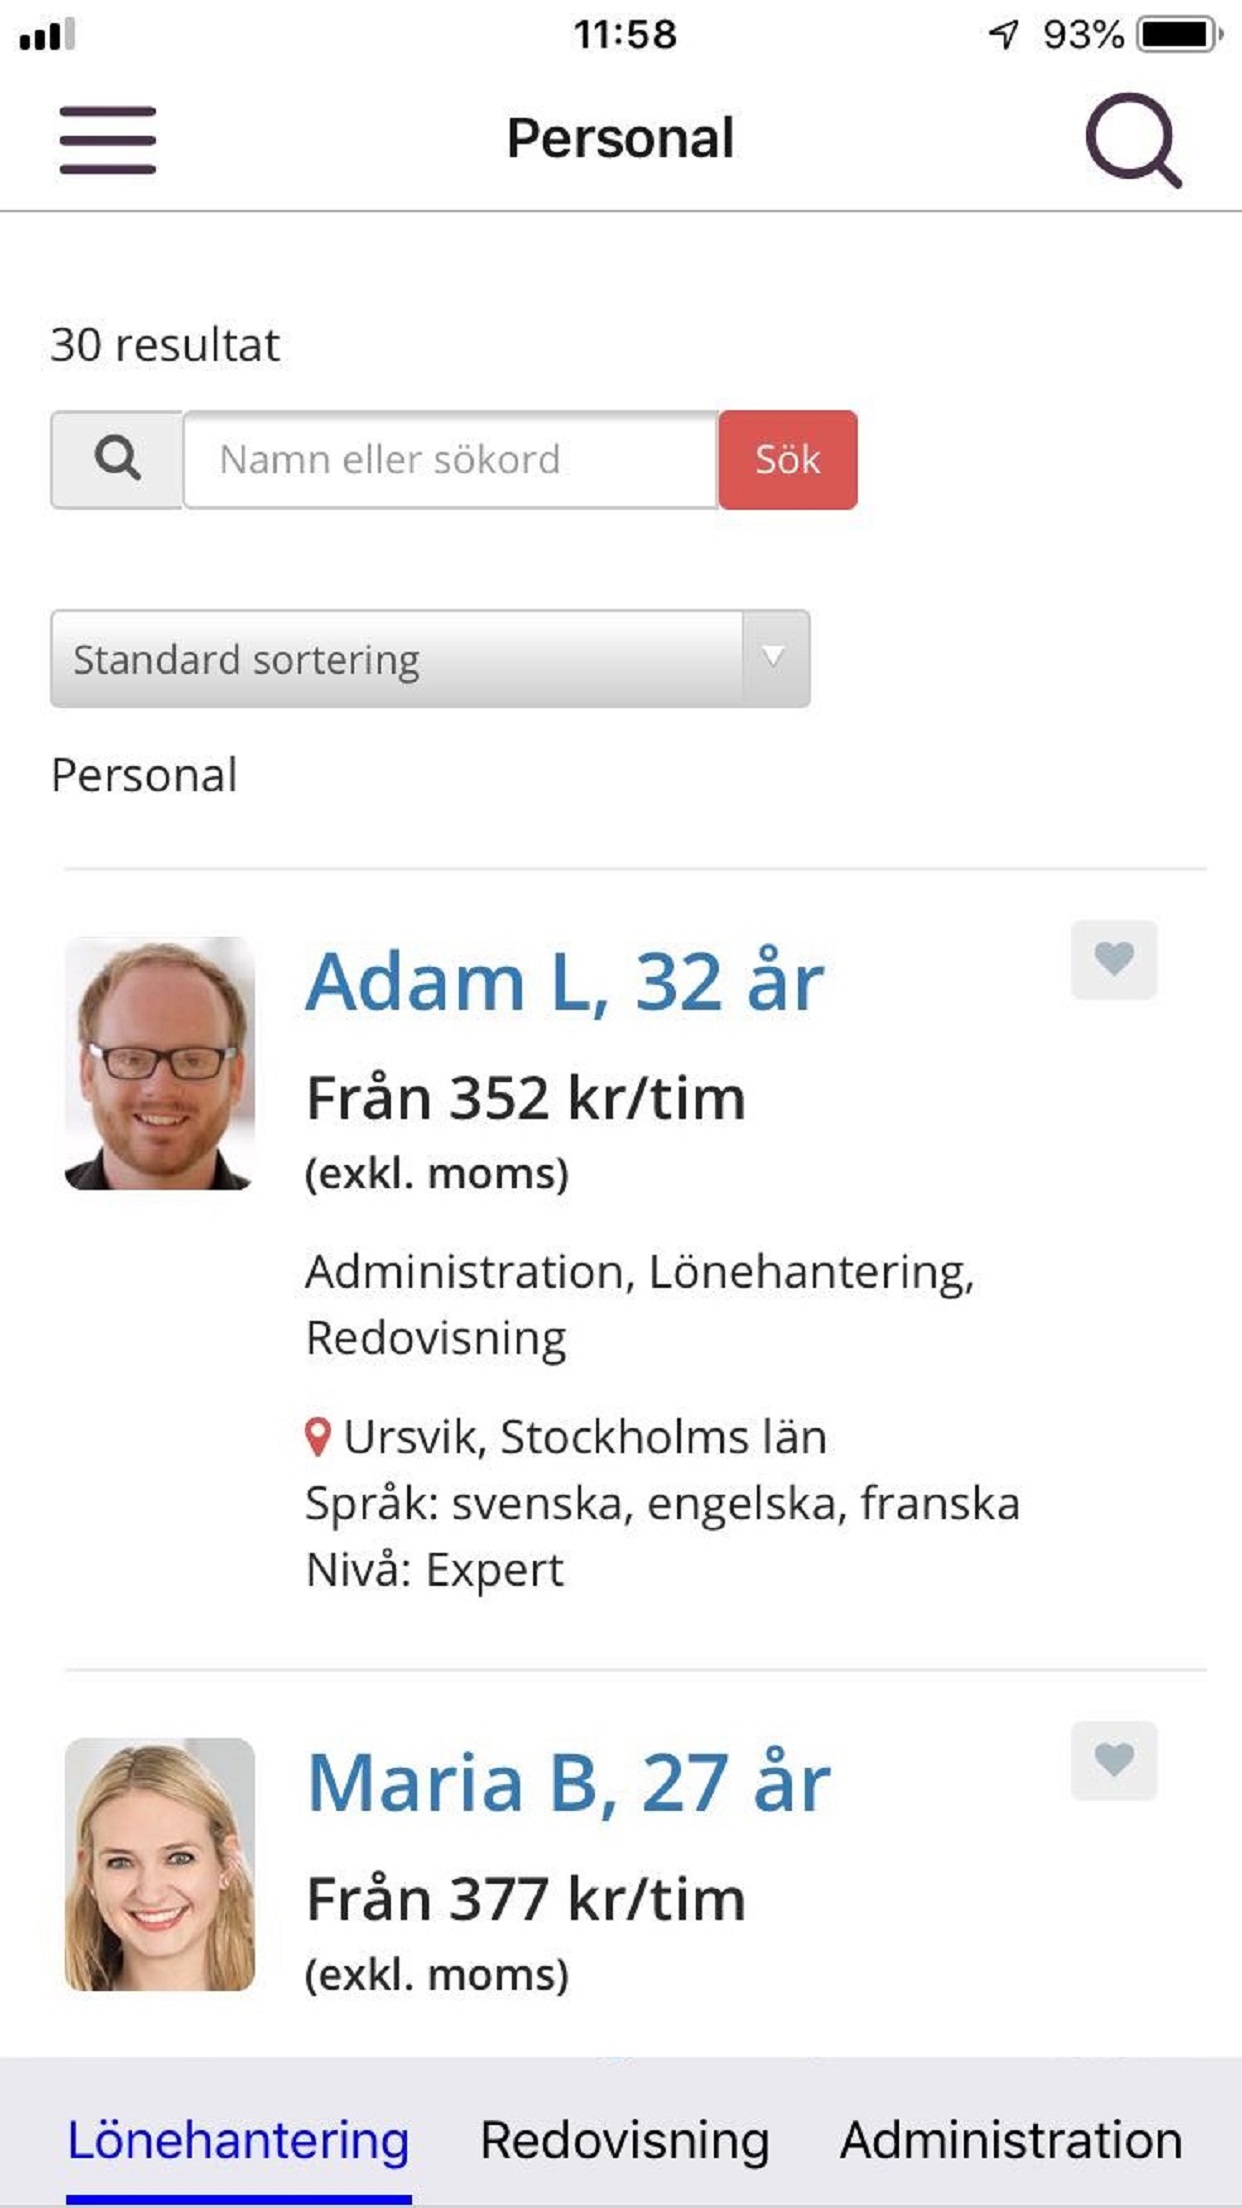 11:58
93%
Personal
30 resultat
Namn eller sökord
Sök
Standard sortering
Personal
Adam L, 32 år
Från 352 kr/tim
(exkl. moms)
Administration, Lönehantering,
Redovisning
Ursvik, Stockholms län
Språk: svenska, engelska, franska
Nivå: Expert
Maria B, 27 år
Från 377 kr/tim
(exkl. moms)
Lönehantering Redovisning Administration